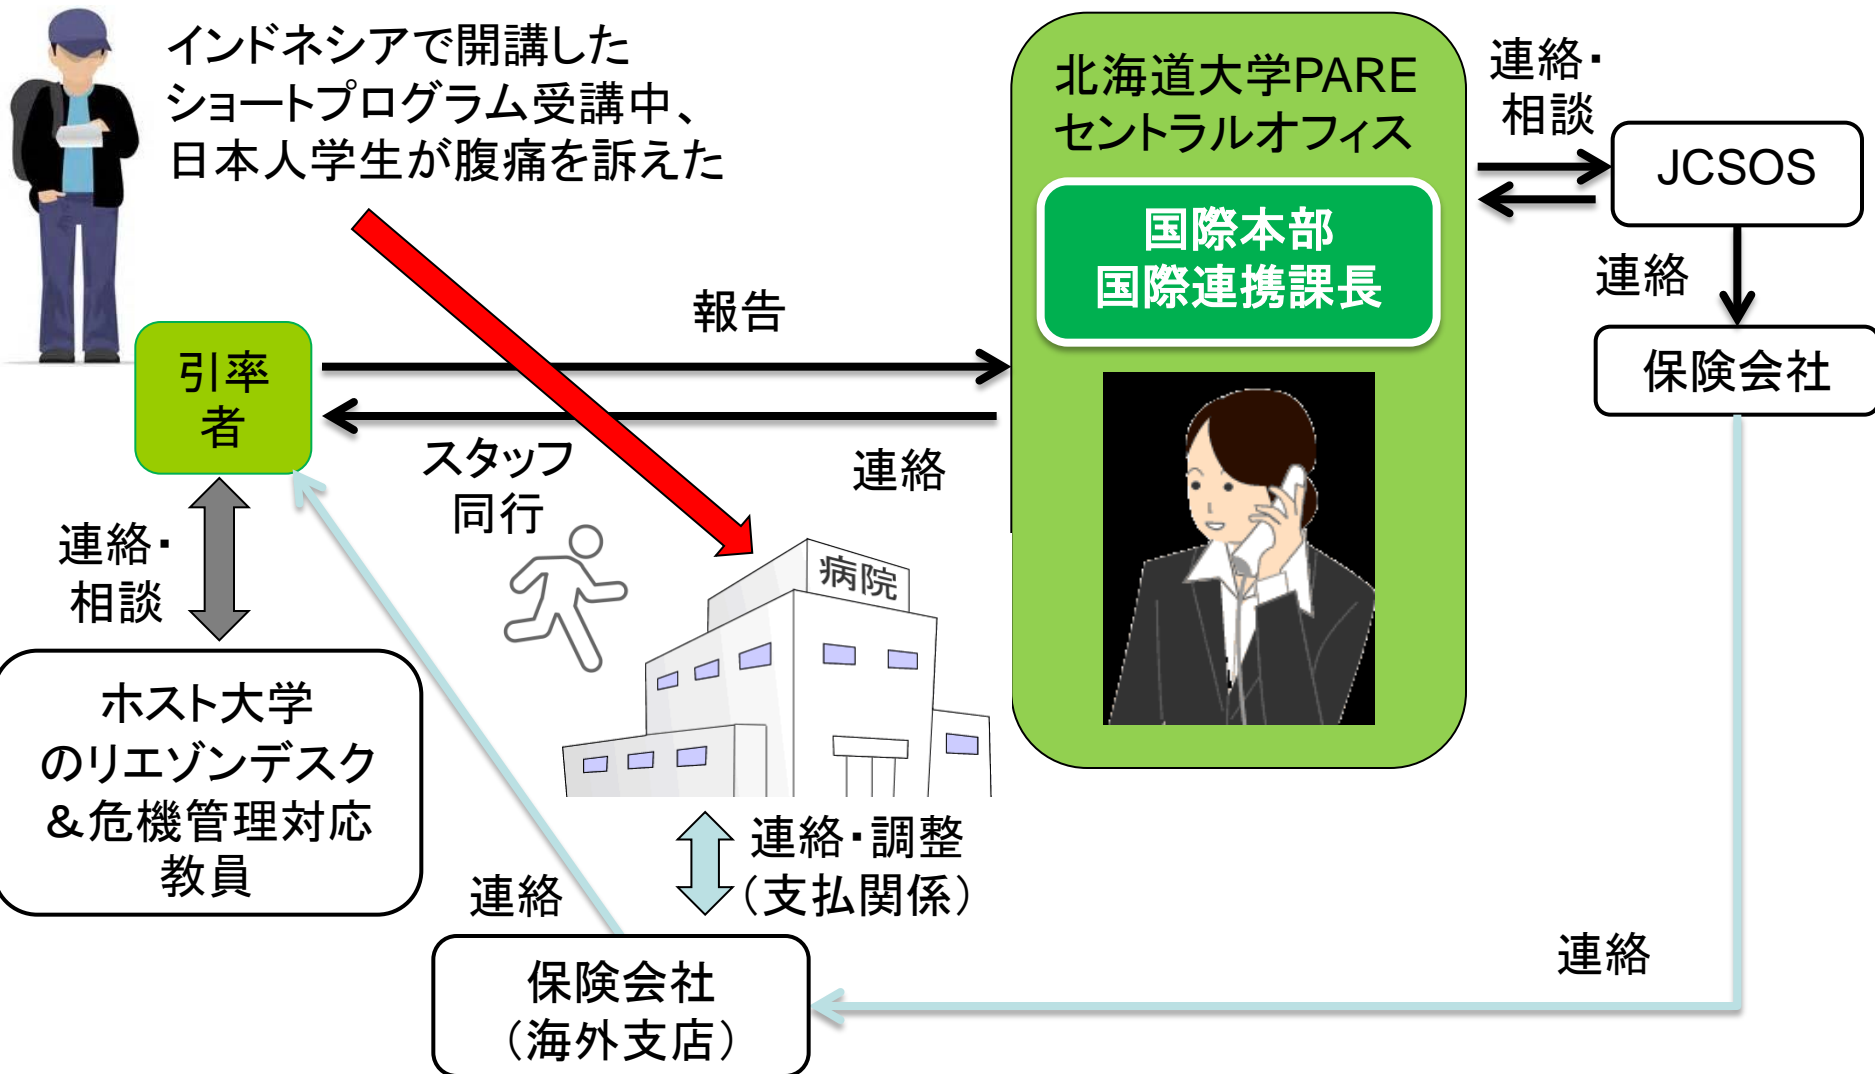 インドネシアで開講した
ショートプログラム受講中、
日本人学生が腹痛を訴えた
北海道大学PARE
セントラルオフィス
国際本部
国際連携課長
連絡・
相談
JCSOS
連絡
保険会社
報告
引率
者
スタッフ
同行
連絡
連絡・
相談
病院
ホスト大学
のリエゾンデスク
&危機管理対応
教員
連絡・調整
（支払関係）
連絡
連絡
保険会社
（海外支店）